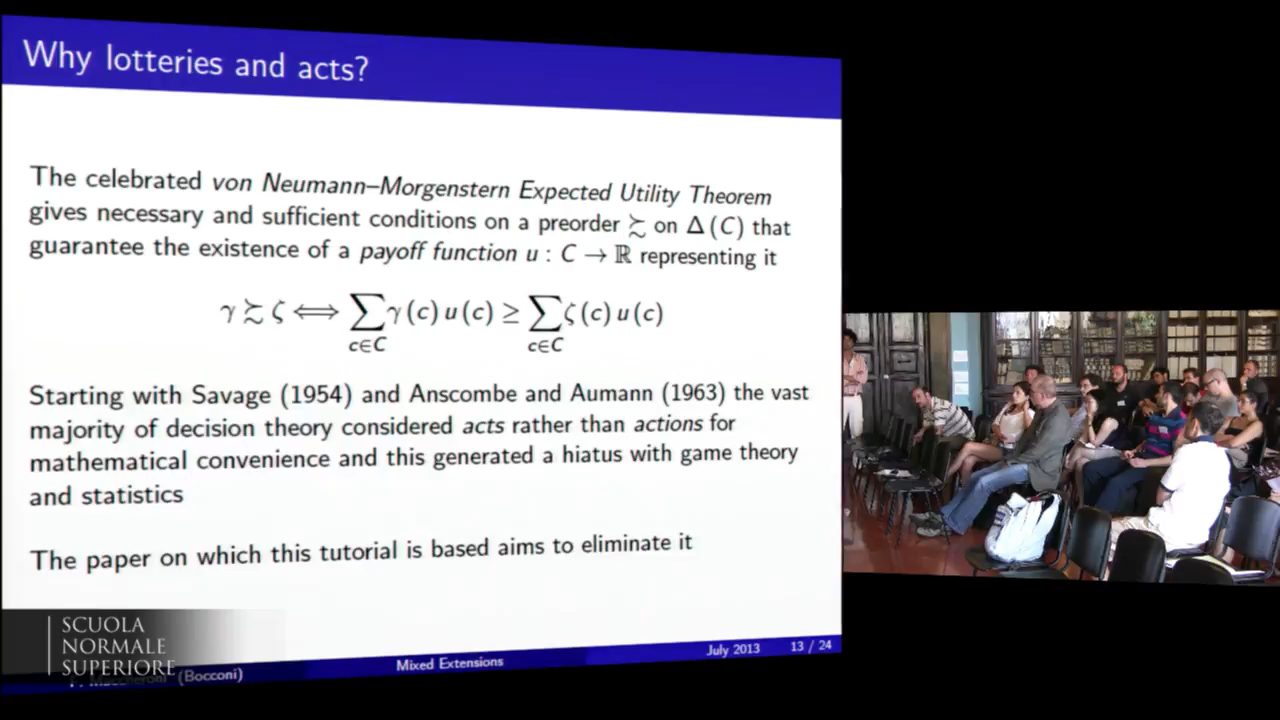 Why lotteries and acts?
The celebrated von Neumann–Morgenstern Expected Utility Theorem
gives necessary and sufficient conditions on a preorder ≿ on Δ(C) that
guarantee the existence of a payoff function u : C → ℝ representing it
γ ≿ ζ ⟺ ∑ γ(c) u(c) ≥ ∑ ζ(c) u(c)
c∈C c∈C
Starting with Savage (1954) and Anscombe and Aumann (1963) the vast
majority of decision theory considered acts rather than actions for
mathematical convenience and this generated a hiatus with game theory
and statistics
The paper on which this tutorial is based aims to eliminate it
SCUOLA
NORMALE
SUPERIORE
(Bocconi) Mixed Extensions July 2013 13 / 24